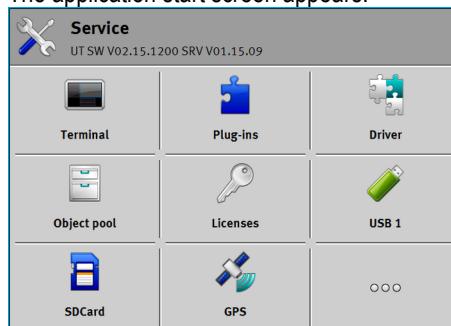 The application start screen appears:
Service
UT SW V02.15.1200 SRV V01.15.09
Terminal
Plug-ins
Driver
Object pool
Licenses
USB 1
SDCard
GPS